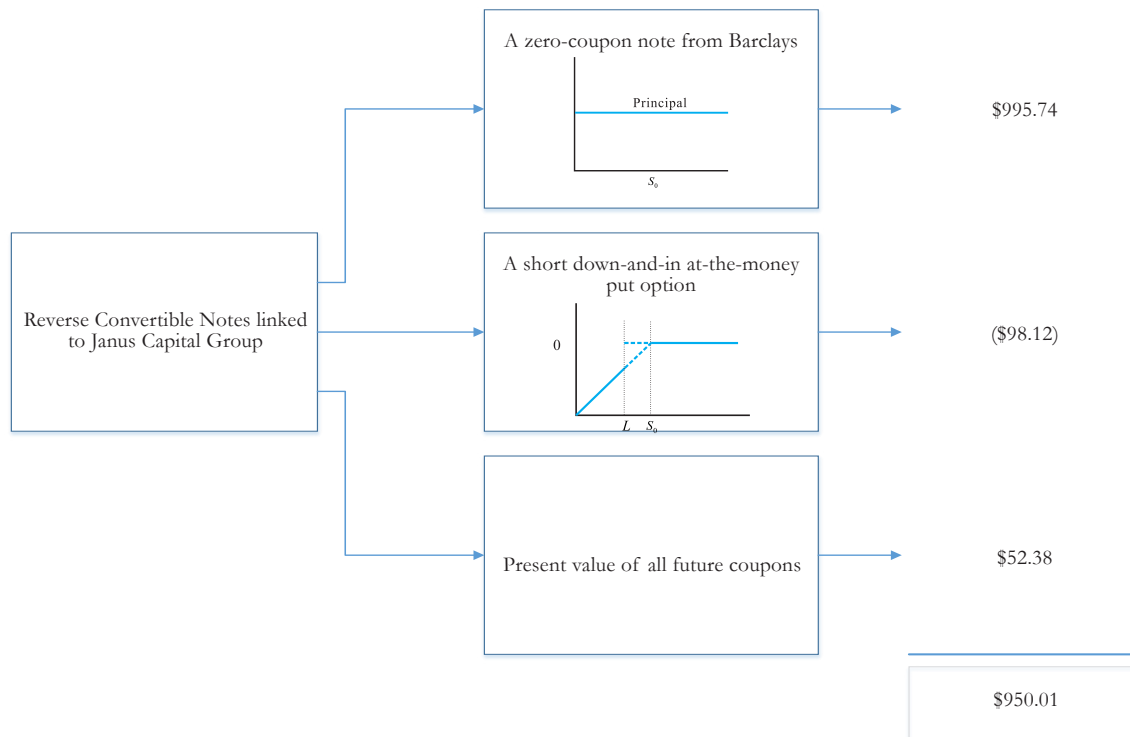 A zero-coupon note from Barclays
Principal
S₀
$995.74
Reverse Convertible Notes linked
to Janus Capital Group
A short down-and-in at-the-money
put option
0
L S₀
($98.12)
Present value of all future coupons
$52.38
$950.01